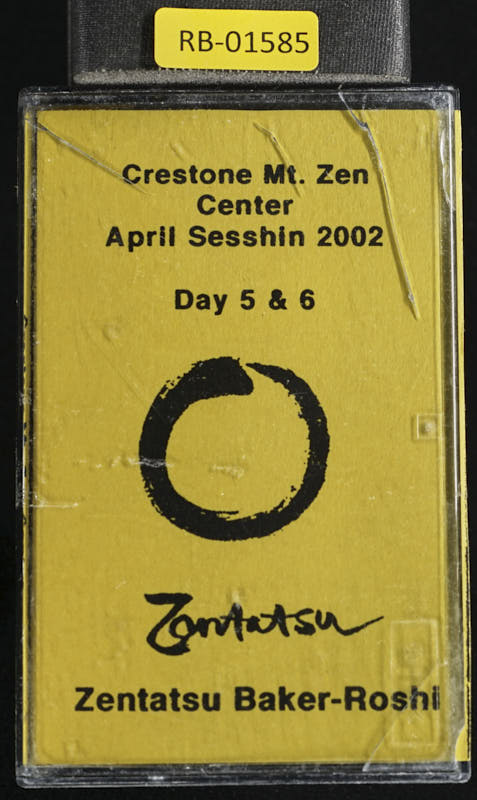 RB-01585
Crestone Mt. Zen
Center
April Sesshin 2002
Day 5 & 6
Zentatsu
Zentatsu Baker-Roshi